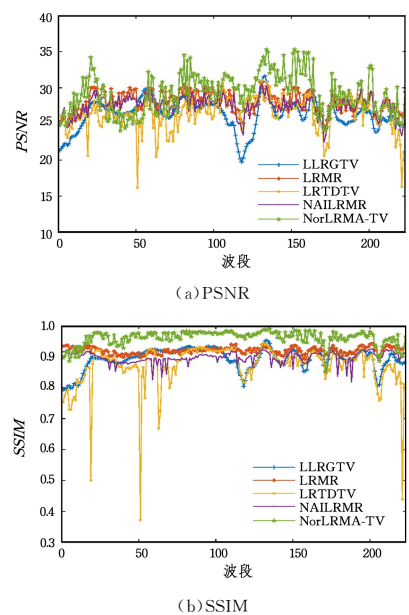 40
35
30
25
20
15
10
PSNR
0 50 100 150 200
波段
LLRGTV
LRMR
LRTDTV
NAILRMR
NorLRMA-TV
(a)PSNR
1.0
0.9
0.8
0.7
0.6
0.5
0.4
0.3
SSIM
0 50 100 150 200
波段
LLRGTV
LRMR
LRTDTV
NAILRMR
NorLRMA-TV
(b)SSIM